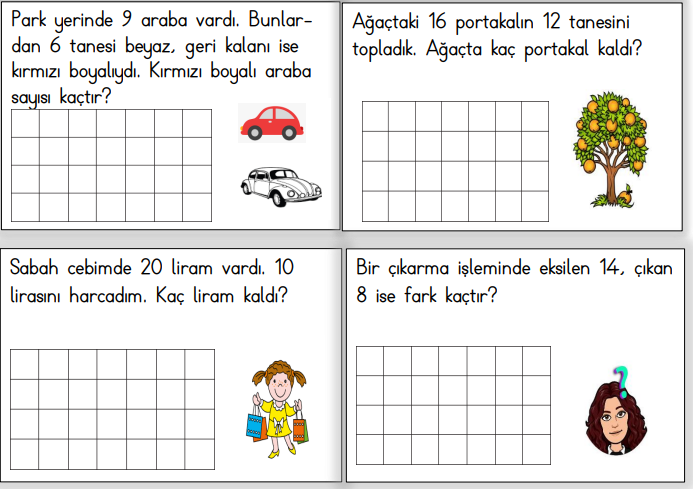 Park yerinde 9 araba vardı. Bunlar-
dan 6 tanesi beyaz, geri kalanı ise
kırmızı boyalıydı. Kırmızı boyalı araba
sayısı kaçtır?
Ağaçtaki 16 portakalın 12 tanesini
topladık. Ağaçta kaç portakal kaldı?
Sabah cebimde 20 liram vardı. 10
lirasını harcadım. Kaç liram kaldı?
Bir çıkarma işleminde eksilen 14, çıkan
8 ise fark kaçtır?
?